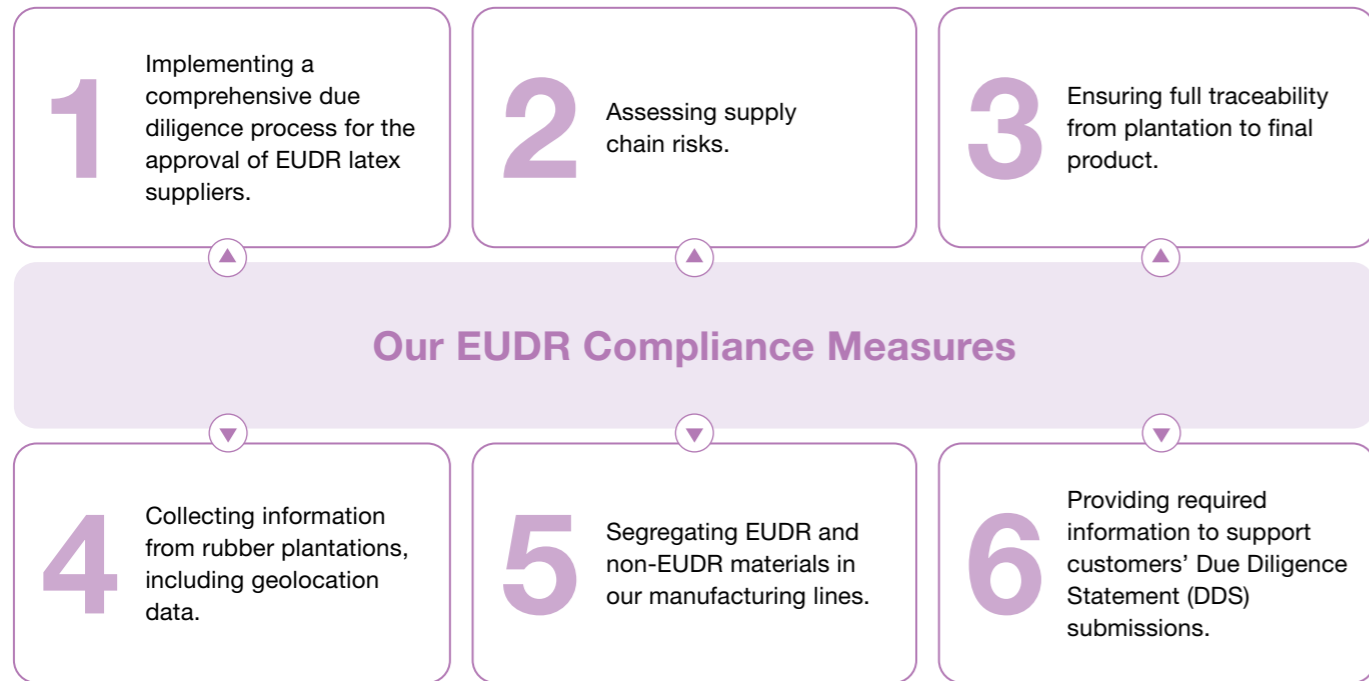 1
Implementing a
comprehensive due
diligence process for the
approval of EUDR latex
suppliers.
2
Assessing supply
chain risks.
3
Ensuring full traceability
from plantation to final
product.
Our EUDR Compliance Measures
4
Collecting information
from rubber plantations,
including geolocation
data.
5
Segregating EUDR and
non-EUDR materials in
our manufacturing lines.
6
Providing required
information to support
customers’ Due Diligence
Statement (DDS)
submissions.